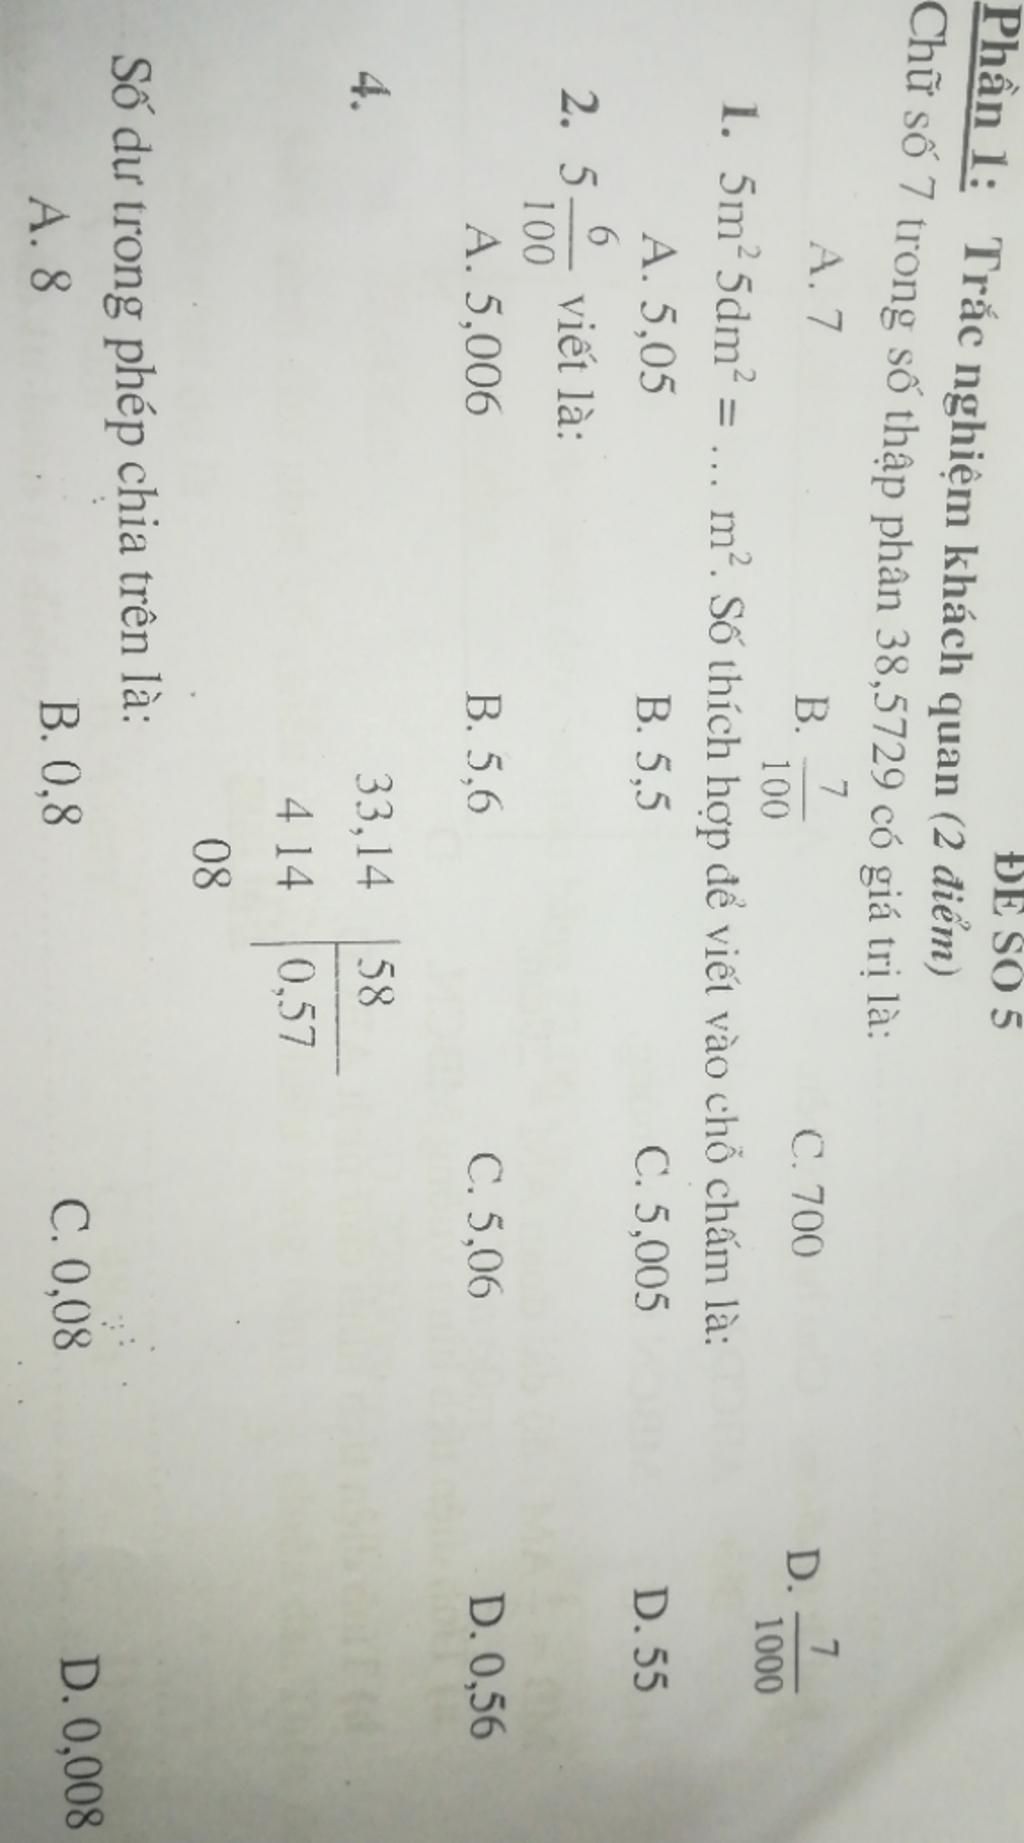 ĐỀ SỐ 5
Phần 1: Trắc nghiệm khách quan (2 điểm)
Chữ số 7 trong số thập phân 38,5729 có giá trị là:
A. 7 B. 7/100 C. 700 D. 7/1000
1. 5m² 5dm² = ... m². Số thích hợp để viết vào chỗ chấm là:
A. 5,05 B. 5,5 C. 5,005 D. 55
2. 5 6/100 viết là:
A. 5,006 B. 5,6 C. 5,06 D. 0,56
4. 33,14 58
4 14 0,57
08
Số dư trong phép chia trên là:
A. 8 B. 0,8 C. 0,08 D. 0,008